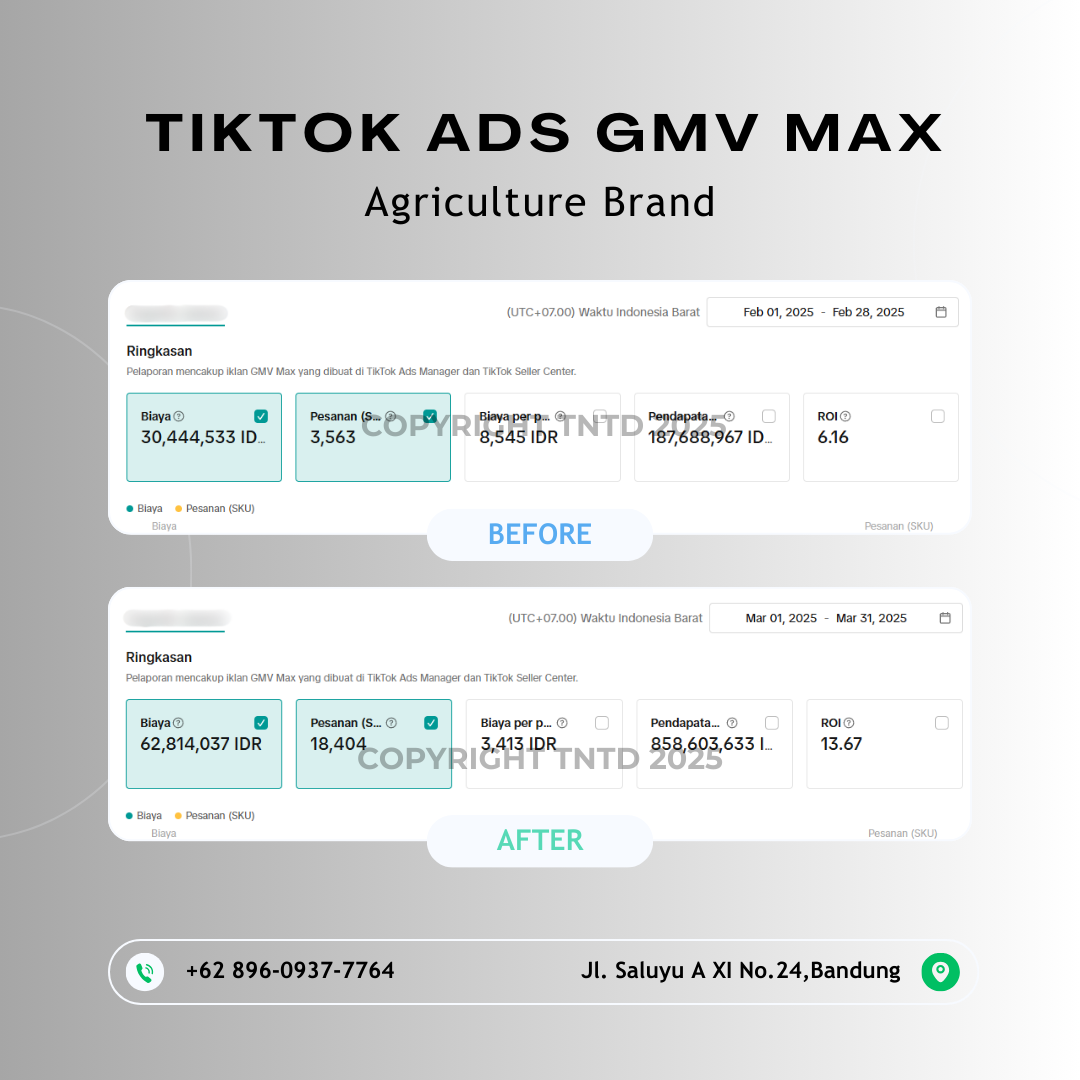 TIKTOK ADS GMV MAX
Agriculture Brand
(UTC+07.00) Waktu Indonesia Barat Feb 01, 2025 - Feb 28, 2025
Ringkasan
Pelaporan mencakup iklan GMV Max yang dibuat di TikTok Ads Manager dan TikTok Seller Center.
Biaya Pesanan (S... Biaya per p... Pendapata... ROI
COPYRIGHT TNTD 2025
30,444,533 ID... 3,563 8,545 IDR 187,688,967 ID... 6.16
Biaya Pesanan (SKU)
Biaya Pesanan (SKU)
BEFORE
(UTC+07.00) Waktu Indonesia Barat Mar 01, 2025 - Mar 31, 2025
Ringkasan
Pelaporan mencakup iklan GMV Max yang dibuat di TikTok Ads Manager dan TikTok Seller Center.
Biaya Pesanan (S... Biaya per p... Pendapata... ROI
62,814,037 IDR 18,404 3,413 IDR 858,603,633 I... 13.67
COPYRIGHT TNTD 2025
Biaya Pesanan (SKU)
Biaya Pesanan (SKU)
AFTER
+62 896-0937-7764 Jl. Saluyu A XI No.24,Bandung